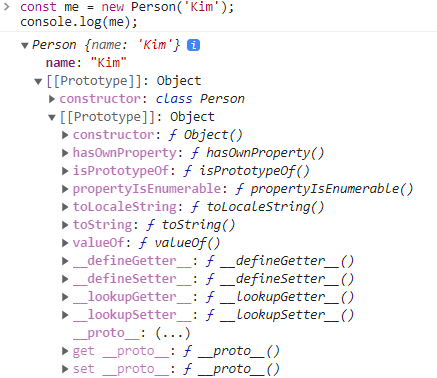 > const me = new Person('Kim');
console.log(me);
▼ Person {name: 'Kim'} i
name: "Kim"
▼ [[Prototype]]: Object
▶ constructor: class Person
▼ [[Prototype]]: Object
▶ constructor: ƒ Object()
▶ hasOwnProperty: ƒ hasOwnProperty()
▶ isPrototypeOf: ƒ isPrototypeOf()
▶ propertyIsEnumerable: ƒ propertyIsEnumerable()
▶ toLocaleString: ƒ toLocaleString()
▶ toString: ƒ toString()
▶ valueOf: ƒ valueOf()
▶ __defineGetter__: ƒ __defineGetter__()
▶ __defineSetter__: ƒ __defineSetter__()
▶ __lookupGetter__: ƒ __lookupGetter__()
▶ __lookupSetter__: ƒ __lookupSetter__()
__proto__: (...)
▶ get __proto__: ƒ __proto__()
▶ set __proto__: ƒ __proto__()